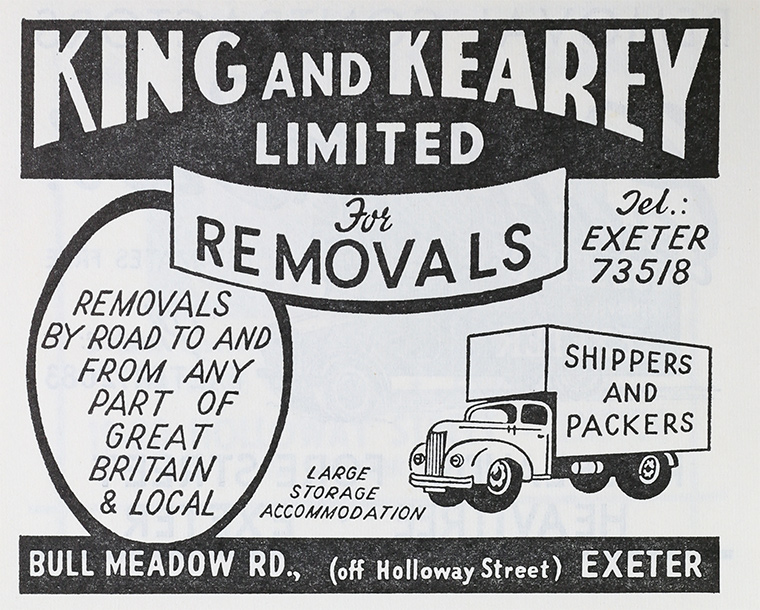 KING AND KEAREY
LIMITED
For
REMOVALS
Tel.:
EXETER
73518
REMOVALS
BY ROAD TO AND
FROM ANY
PART OF
GREAT
BRITAIN
& LOCAL
SHIPPERS
AND
PACKERS
LARGE
STORAGE
ACCOMMODATION
BULL MEADOW RD., (off Holloway Street) EXETER